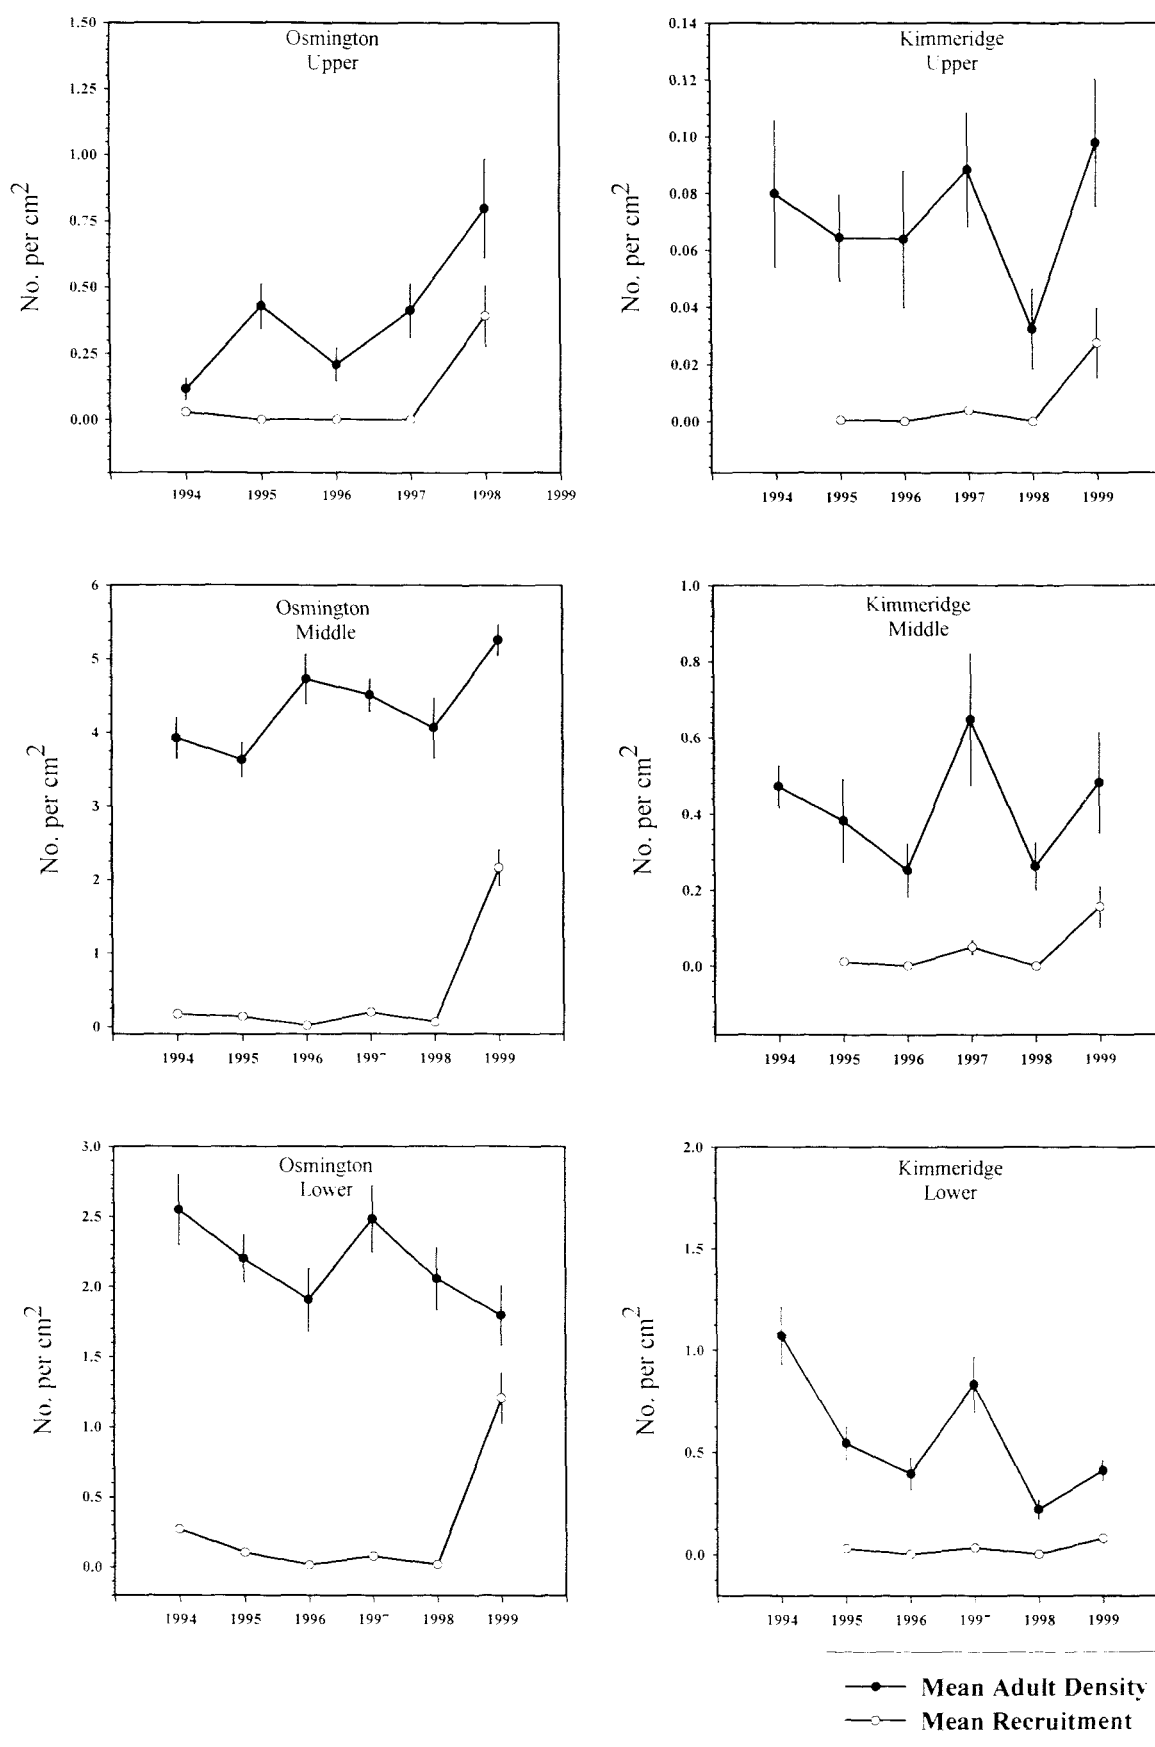 Osmington
Upper
No. per cm2
1.50
1.25
1.00
0.75
0.50
0.25
0.00
1994 1995 1996 1997 1998 1999
Kimmeridge
Upper
No. per cm2
0.14
0.12
0.10
0.08
0.06
0.04
0.02
0.00
1994 1995 1996 1997 1998 1999
Osmington
Middle
No. per cm2
6
5
4
3
2
1
0
1994 1995 1996 1997 1998 1999
Kimmeridge
Middle
No. per cm2
1.0
0.8
0.6
0.4
0.2
0.0
1994 1995 1996 1997 1998 1999
Osmington
Lower
No. per cm2
3.0
2.5
2.0
1.5
1.0
0.5
0.0
1994 1995 1996 1997 1998 1999
Kimmeridge
Lower
No. per cm2
2.0
1.5
1.0
0.5
0.0
1994 1995 1996 1997 1998 1999
Mean Adult Density
Mean Recruitment